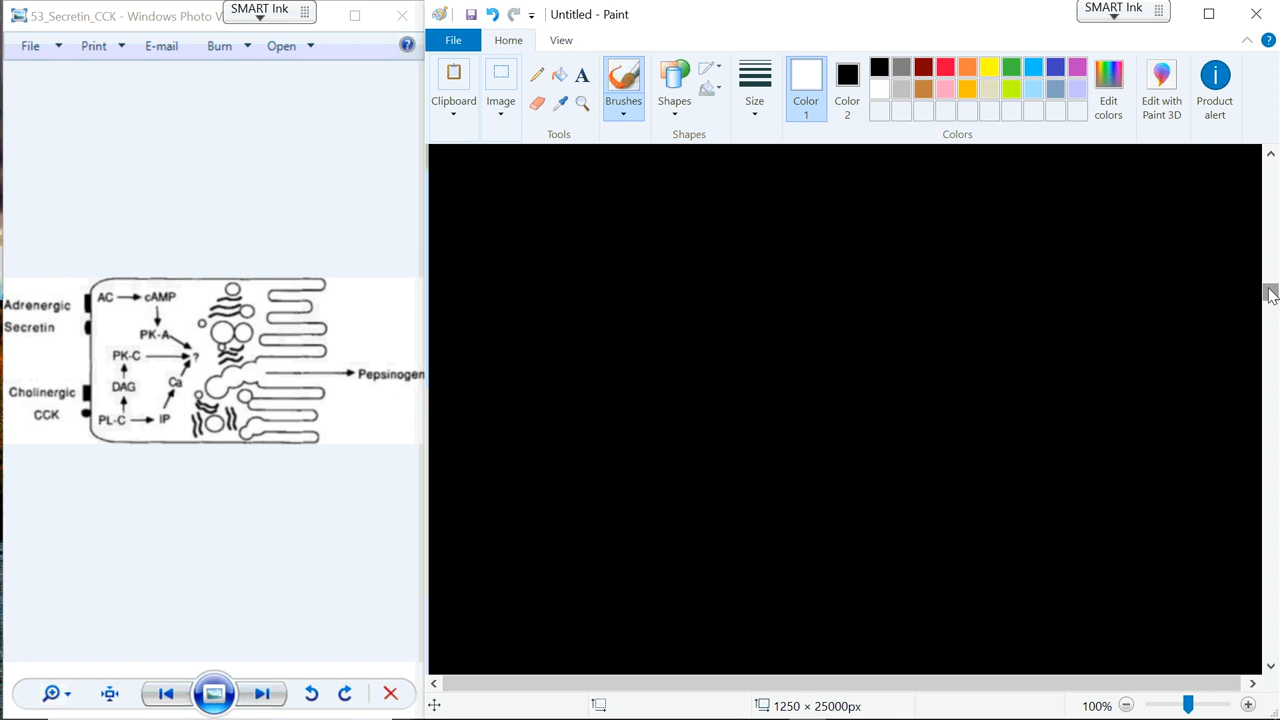 53_Secretin_CCK - Windows Photo V
SMART Ink
File Print E-mail Burn Open
Adrenergic
Secretin
Cholinergic
CCK
AC cAMP
PK-A
PK-C ?
DAG Ca
PL-C IP
Pepsinogen
Untitled - Paint
SMART Ink
File Home View
Clipboard
Image
Tools
Brushes
Shapes
Shapes
Size
Color 1
Color 2
Edit colors
Colors
Edit with Paint 3D
Product alert
1250 × 25000px
100%